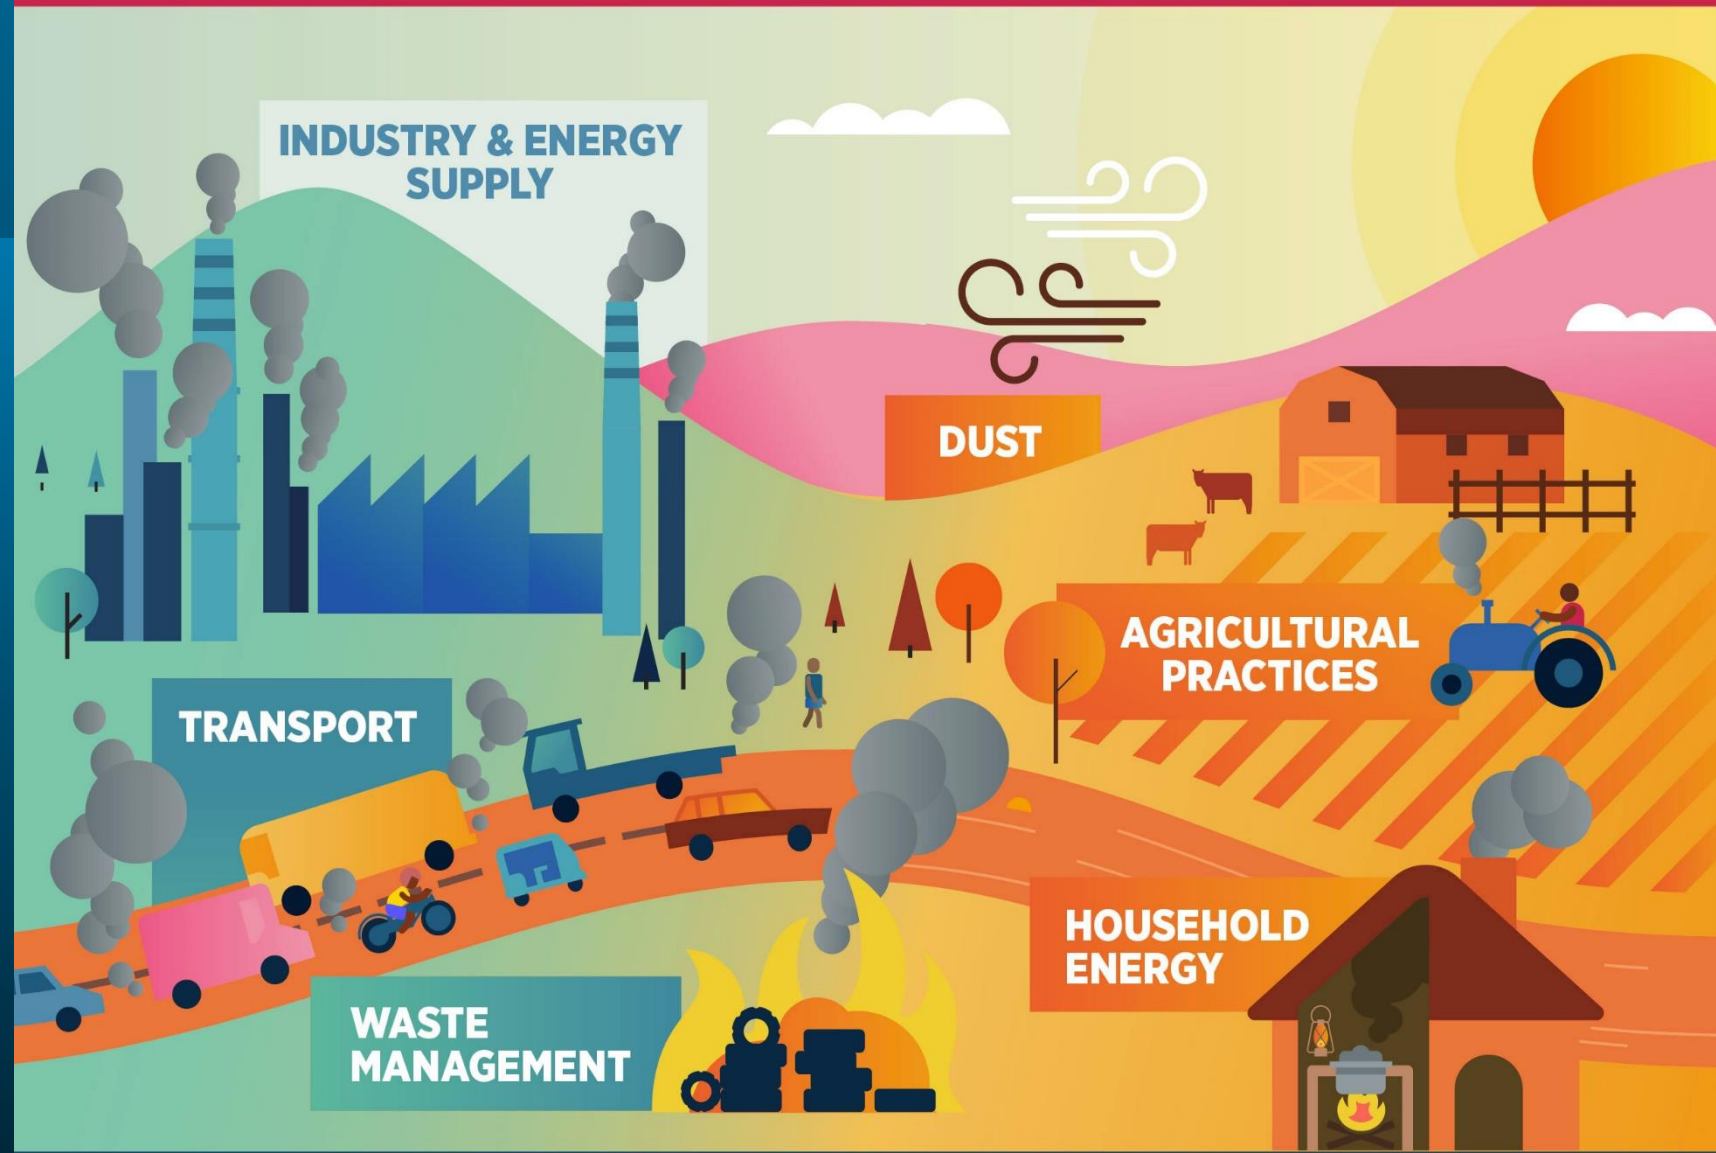 INDUSTRY & ENERGY
SUPPLY
DUST
AGRICULTURAL
PRACTICES
TRANSPORT
HOUSEHOLD
ENERGY
WASTE
MANAGEMENT